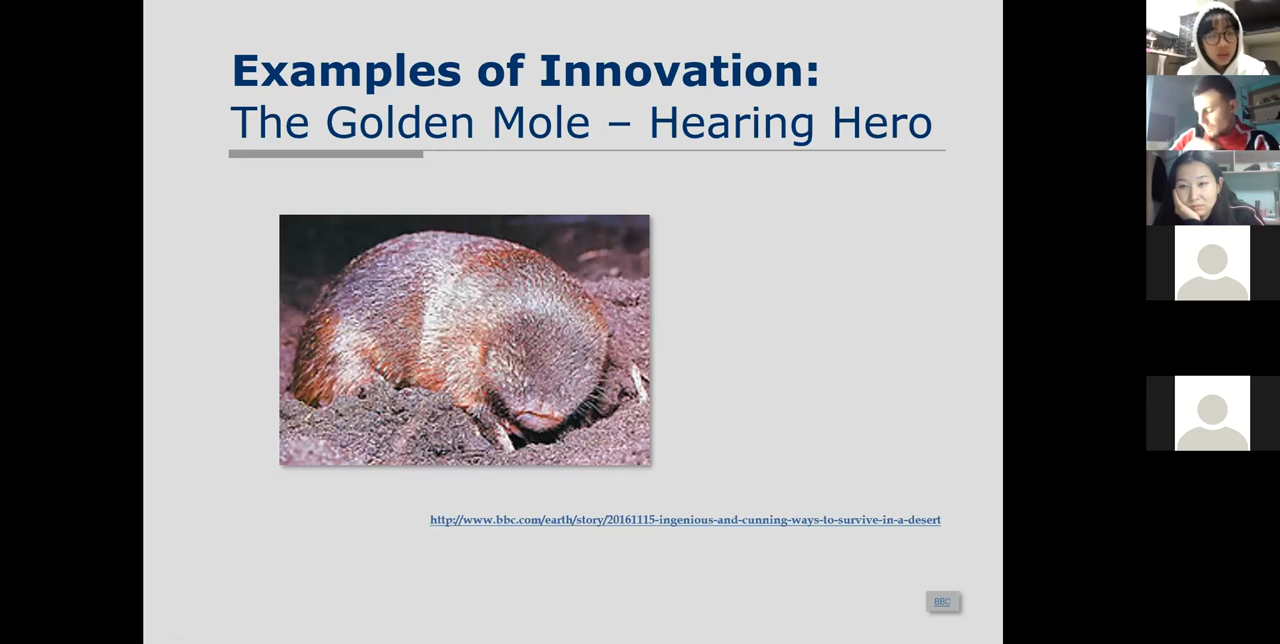 Examples of Innovation:
The Golden Mole – Hearing Hero
http://www.bbc.com/earth/story/20161115-ingenious-and-cunning-ways-to-survive-in-a-desert
BBC